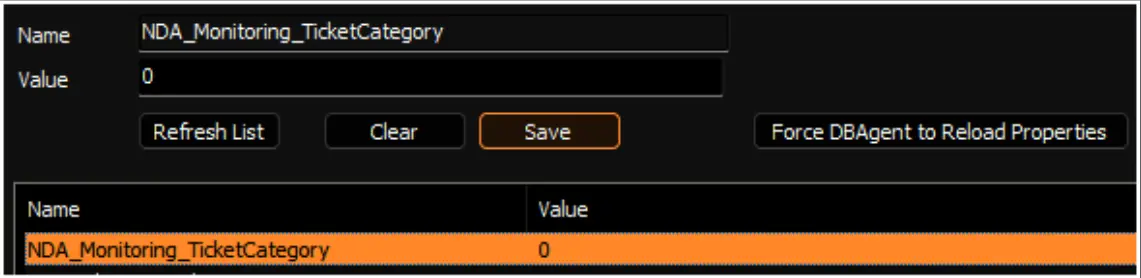 Name NDA_Monitoring_TicketCategory
Value 0
Refresh List Clear Save Force DBAgent to Reload Properties
Name Value
NDA_Monitoring_TicketCategory 0